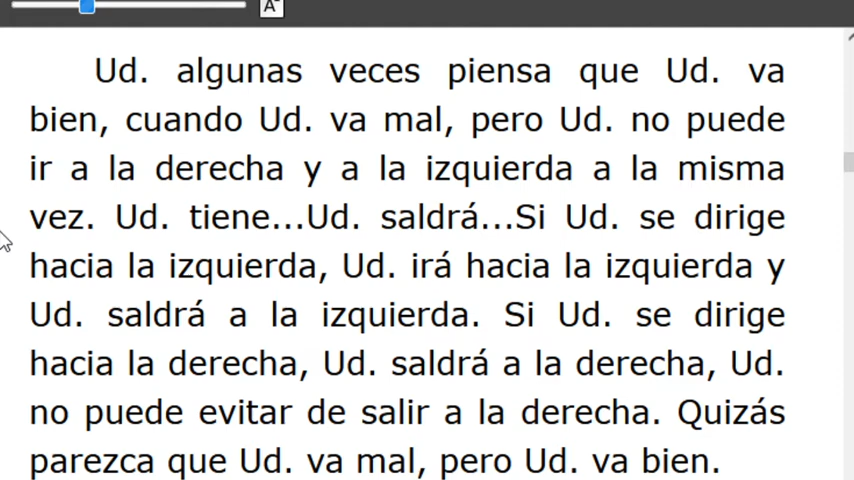 A
Ud. algunas veces piensa que Ud. va
bien, cuando Ud. va mal, pero Ud. no puede
ir a la derecha y a la izquierda a la misma
vez. Ud. tiene...Ud. saldrá...Si Ud. se dirige
hacia la izquierda, Ud. irá hacia la izquierda y
Ud. saldrá a la izquierda. Si Ud. se dirige
hacia la derecha, Ud. saldrá a la derecha, Ud.
no puede evitar de salir a la derecha. Quizás
parezca que Ud. va mal, pero Ud. va bien.